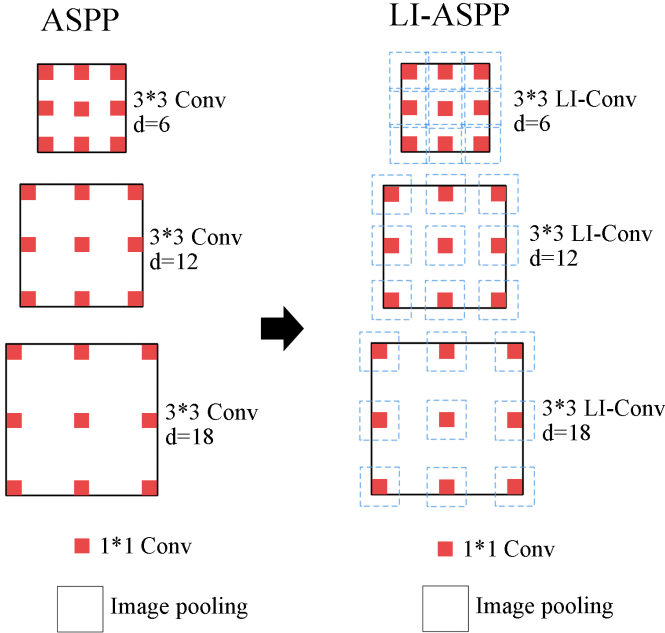 ASPP
3*3 Conv
d=6
3*3 Conv
d=12
3*3 Conv
d=18
1*1 Conv
Image pooling
LI-ASPP
3*3 LI-Conv
d=6
3*3 LI-Conv
d=12
3*3 LI-Conv
d=18
1*1 Conv
Image pooling